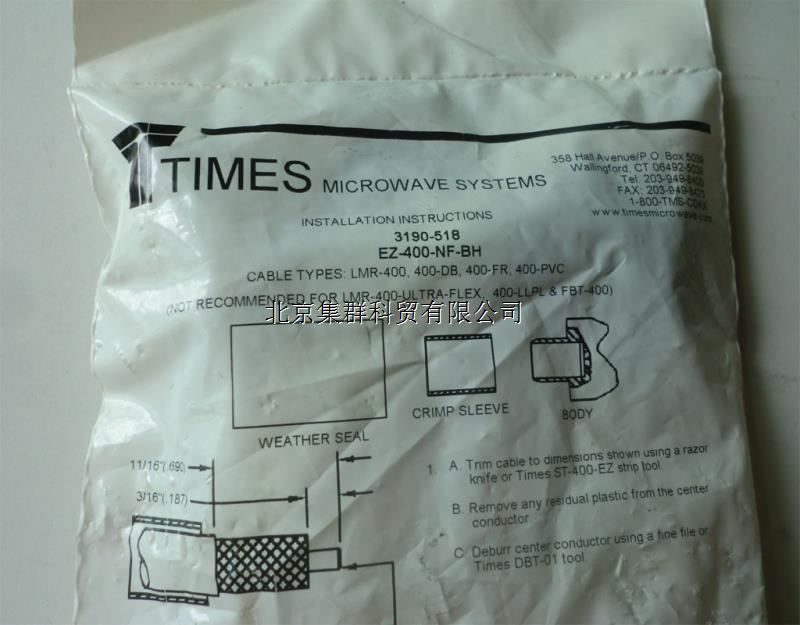 TIMES MICROWAVE SYSTEMS
358 Hall Avenue/P.O. Box 5039
Wallingford, CT 06492-5039
Tel: 203-949-8400
FAX: 203-949-8423
1-800-TMS-COAX
www.timesmicrowave.com
INSTALLATION INSTRUCTIONS
3190-518
EZ-400-NF-BH
CABLE TYPES: LMR-400, 400-DB, 400-FR, 400-PVC
(NOT RECOMMENDED FOR LMR-400-ULTRA-FLEX, 400-LLPL & FBT-400)
北京集群科贸有限公司
WEATHER SEAL
CRIMP SLEEVE
BODY
11/16"(.690)
3/16"(.187)
1. A. Trim cable to dimensions shown using a razor
knife or Times ST-400-EZ strip tool.
B. Remove any residual plastic from the center
conductor.
C. Deburr center conductor using a fine file or
Times DBT-01 tool.